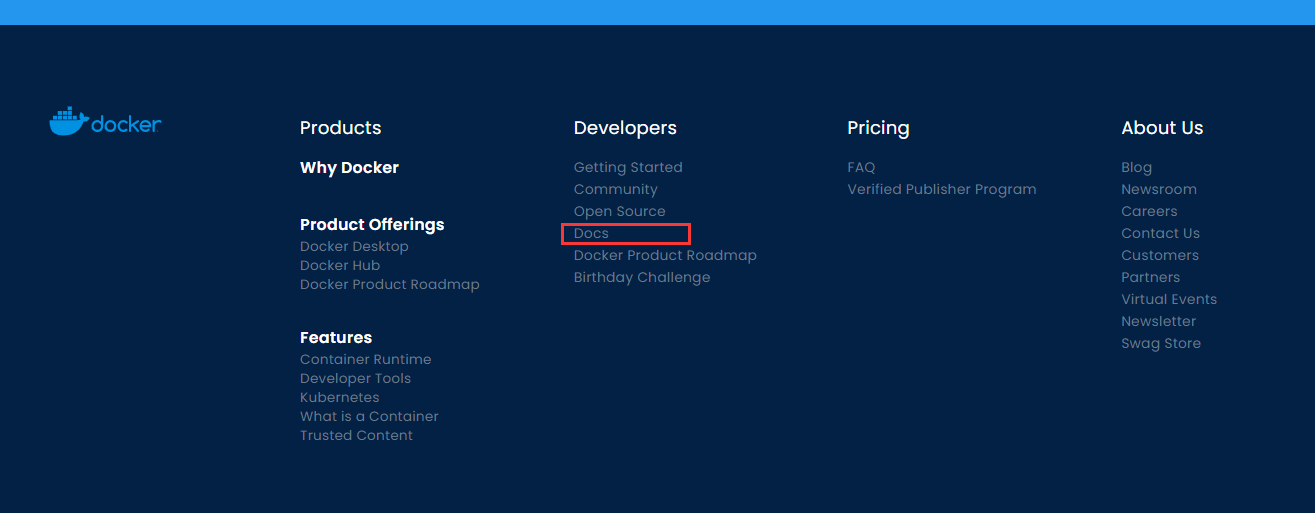 docker
Products
Why Docker
Product Offerings
Docker Desktop
Docker Hub
Docker Product Roadmap
Features
Container Runtime
Developer Tools
Kubernetes
What is a Container
Trusted Content
Developers
Getting Started
Community
Open Source
Docs
Docker Product Roadmap
Birthday Challenge
Pricing
FAQ
Verified Publisher Program
About Us
Blog
Newsroom
Careers
Contact Us
Customers
Partners
Virtual Events
Newsletter
Swag Store